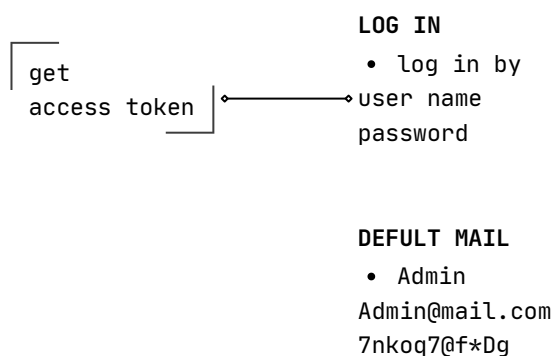 get
access token
LOG IN
• log in by
user name
password
DEFULT MAIL
• Admin
Admin@mail.com
7nkoq7@f*Dg